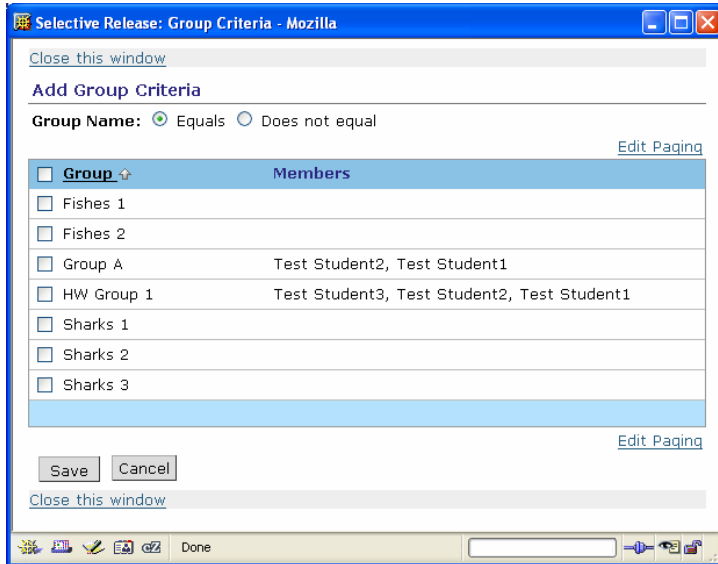 Selective Release: Group Criteria - Mozilla
Close this window
Add Group Criteria
Group Name: Equals Does not equal
Edit Paging
Group Members
Fishes 1
Fishes 2
Group A Test Student2, Test Student1
HW Group 1 Test Student3, Test Student2, Test Student1
Sharks 1
Sharks 2
Sharks 3
Edit Paging
Save Cancel
Close this window
Done